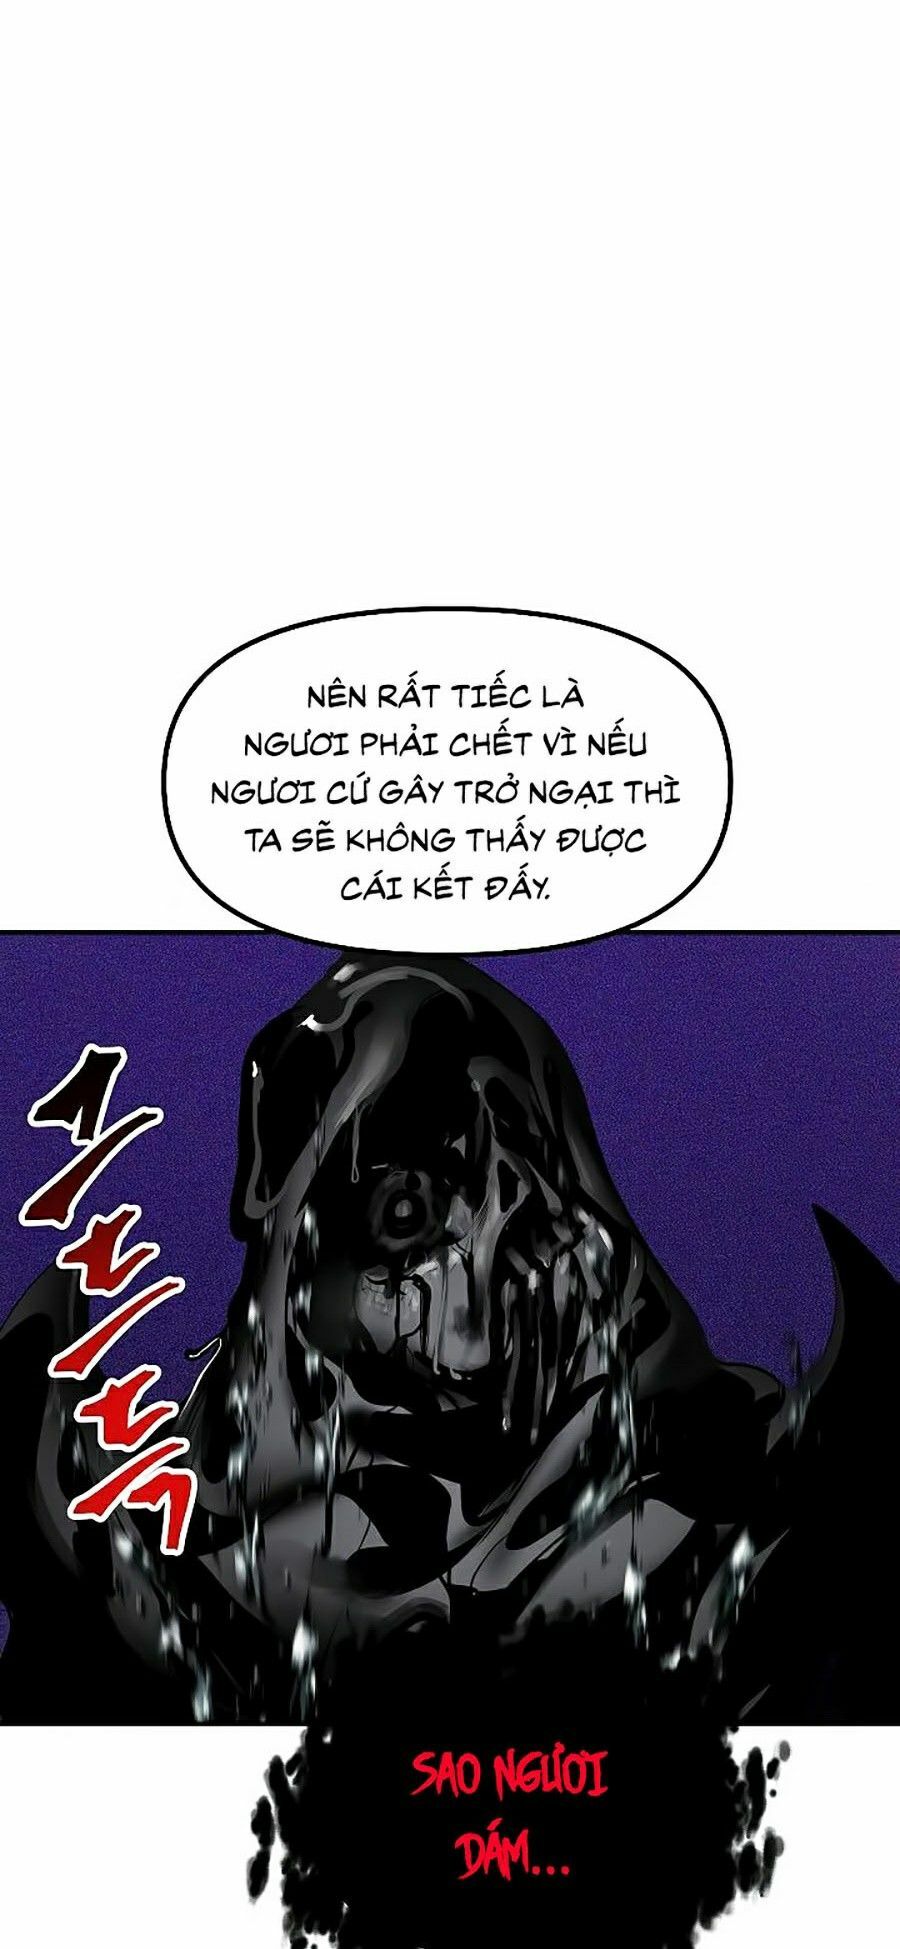 NÊN RẤT TIẾC LÀ
NGƯƠI PHẢI CHẾT VÌ NẾU
NGƯƠI CỨ GÂY TRỞ NGẠI THÌ
TA SẼ KHÔNG THẤY ĐƯỢC
CÁI KẾT ĐẤY.
SAO NGƯƠI
DÁM...